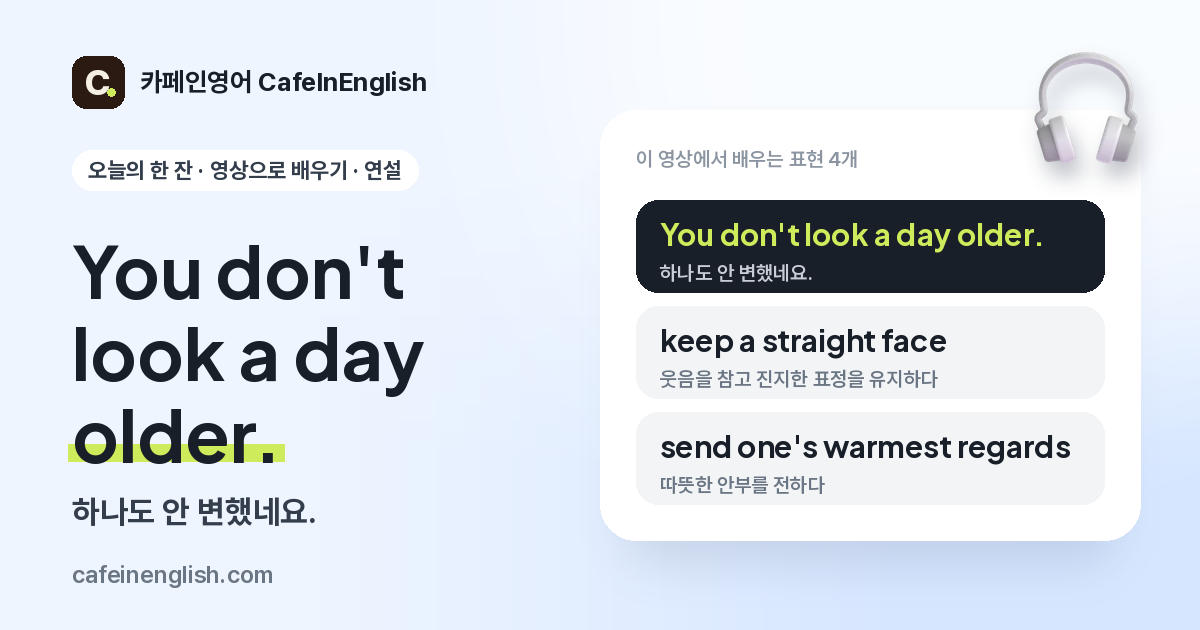 C
카페인영어 CafeInEnglish
오늘의 한 잔 · 영상으로 배우기 · 연설
You don't
look a day
older.
하나도 안 변했네요.
cafeinenglish.com
이 영상에서 배우는 표현 4개
You don't look a day older.
하나도 안 변했네요.
keep a straight face
웃음을 참고 진지한 표정을 유지하다
send one's warmest regards
따뜻한 안부를 전하다